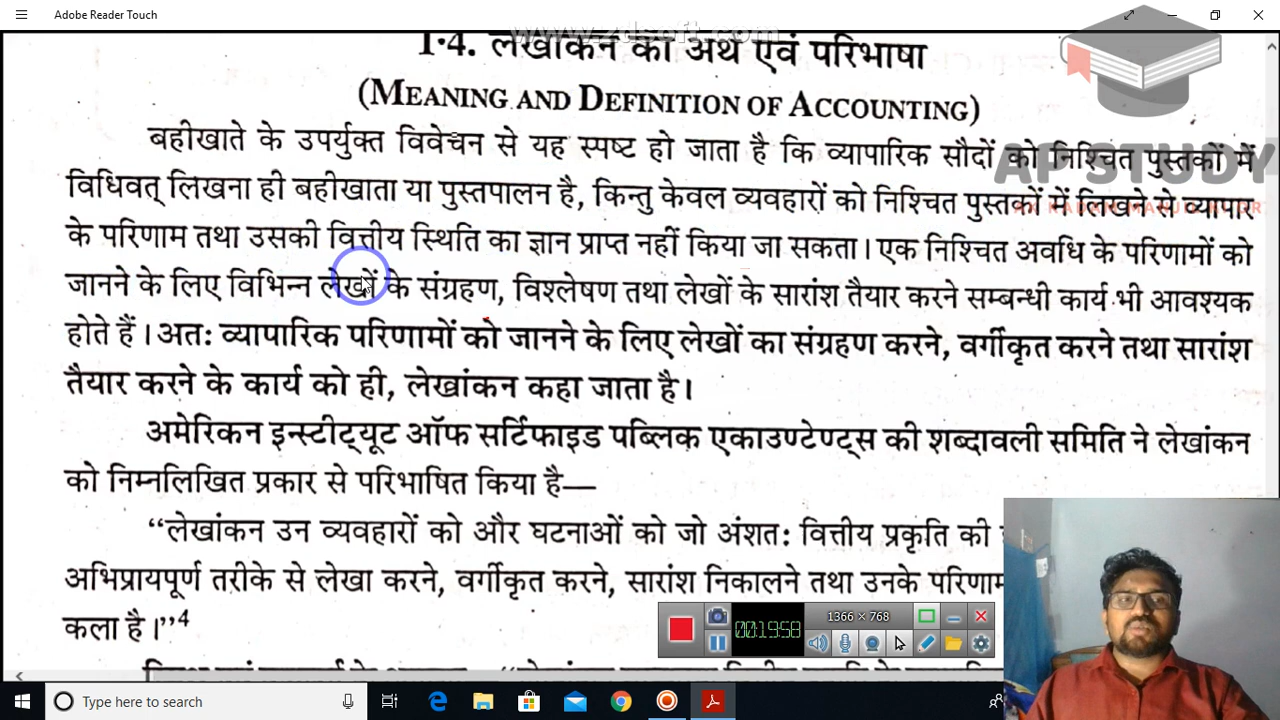 Adobe Reader Touch
www.zdsoft.com
1·4. लेखांकन का अर्थ एवं परिभाषा
(MEANING AND DEFINITION OF ACCOUNTING)
बहीखाते के उपर्युक्त विवेचन से यह स्पष्ट हो जाता है कि व्यापारिक सौदों को निश्चित पुस्तकों में
विधिवत् लिखना ही बहीखाता या पुस्तपालन है, किन्तु केवल व्यवहारों को निश्चित पुस्तकों में लिखने से व्यापार
के परिणाम तथा उसकी वित्तीय स्थिति का ज्ञान प्राप्त नहीं किया जा सकता। एक निश्चित अवधि के परिणामों को
जानने के लिए विभिन्न लेखों के संग्रहण, विश्लेषण तथा लेखों के सारांश तैयार करने सम्बन्धी कार्य भी आवश्यक
होते हैं। अतः व्यापारिक परिणामों को जानने के लिए लेखों का संग्रहण करने, वर्गीकृत करने तथा सारांश
तैयार करने के कार्य को ही, लेखांकन कहा जाता है।
अमेरिकन इन्स्टीट्यूट ऑफ सर्टिफाइड पब्लिक एकाउण्टेण्ट्स की शब्दावली समिति ने लेखांकन
को निम्नलिखित प्रकार से परिभाषित किया है—
“लेखांकन उन व्यवहारों को और घटनाओं को जो अंशतः वित्तीय प्रकृति की
अभिप्रायपूर्ण तरीके से लेखा करने, वर्गीकृत करने, सारांश निकालने तथा उनके परिणाम
कला है।”4
AP STUDY
1366 × 768
00:19:58
Type here to search